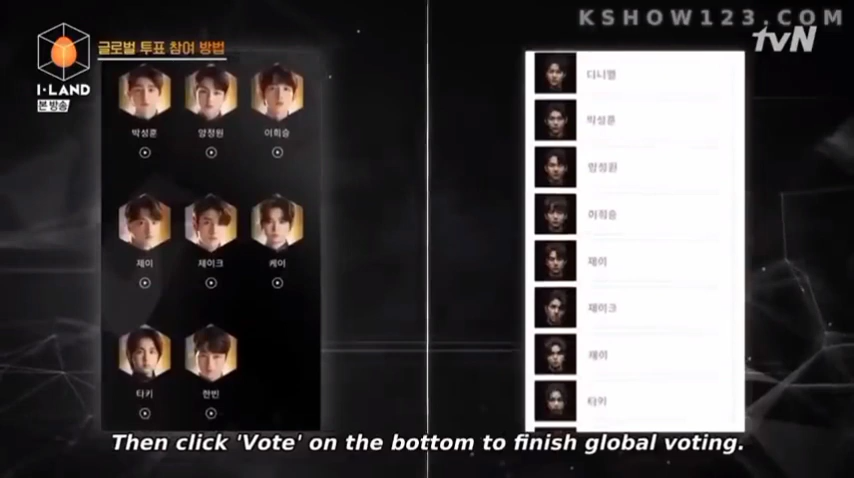 KSHOW123.COM
tvN
글로벌 투표 참여 방법
I·LAND
본 방송
박성훈 양정원 이희승
제이 제이크 케이
타키 한빈
다니엘
박성훈
양정원
이희승
제이
제이크
케이
타키
Then click 'Vote' on the bottom to finish global voting.